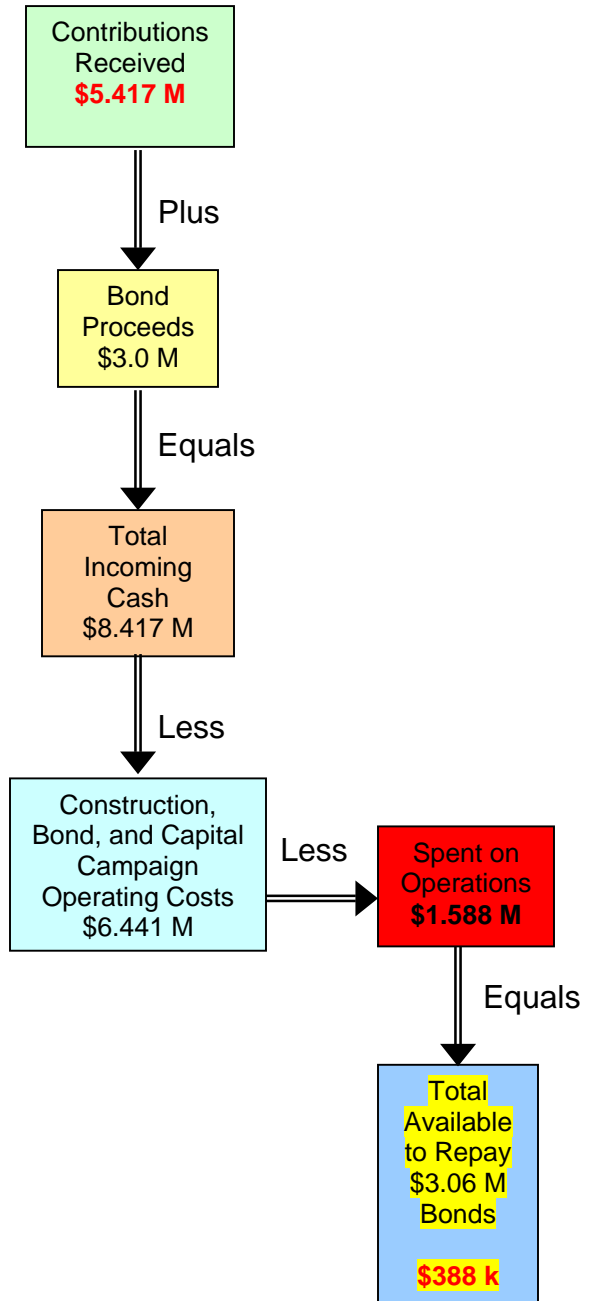 Contributions
Received
$5.417 M
Plus
Bond
Proceeds
$3.0 M
Equals
Total
Incoming
Cash
$8.417 M
Less
Construction,
Bond, and Capital
Campaign
Operating Costs
$6.441 M
Less
Spent on
Operations
$1.588 M
Equals
Total
Available
to Repay
$3.06 M
Bonds
$388 k